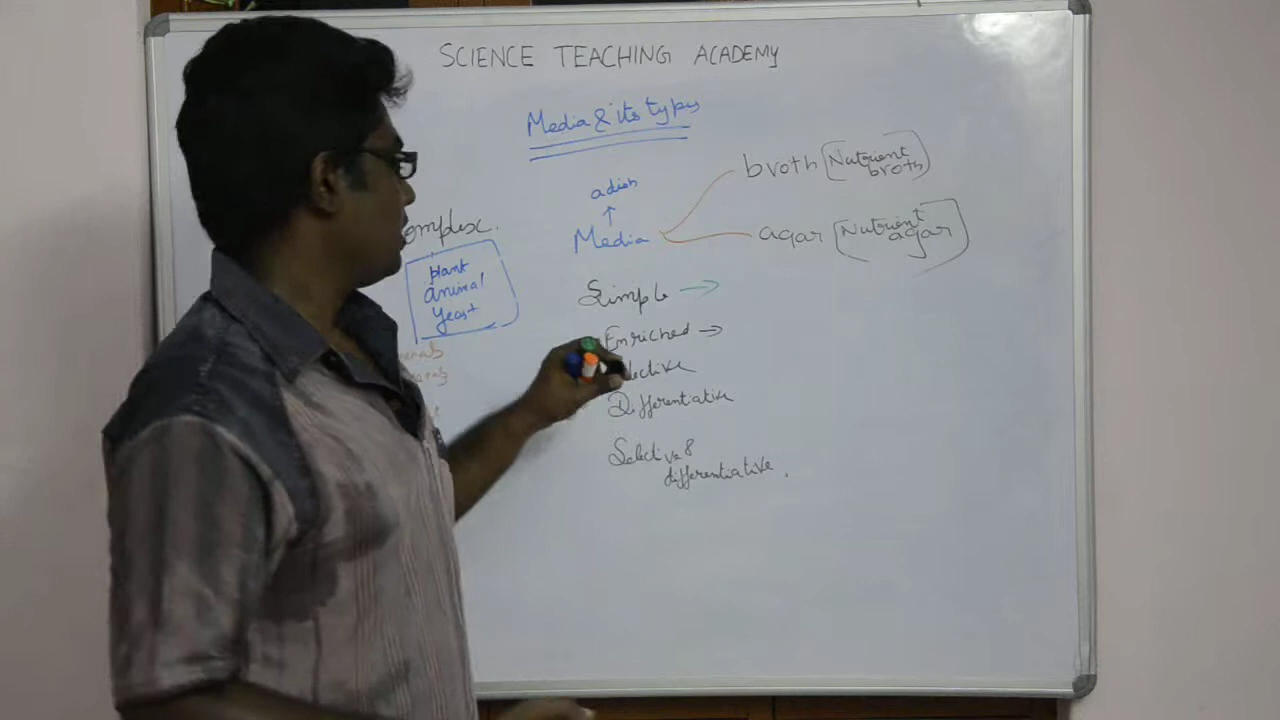 SCIENCE TEACHING ACADEMY
Media & its types
adish
↑
Media
broth [Nutrient broth]
agar [Nutrient agar]
omplex.
plant
animal
yeast
Simple →
Enriched →
lective
Differentiative
Selective &
differentiative.